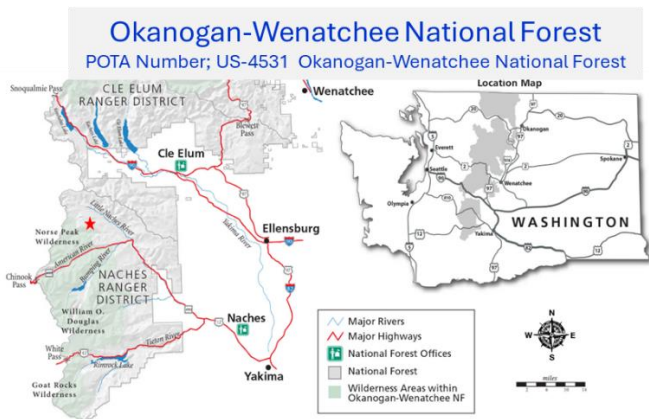 Okanogan-Wenatchee National Forest
POTA Number; US-4531 Okanogan-Wenatchee National Forest
Snoqualmie Pass
CLE ELUM
RANGER DISTRICT
Wenatchee
Blewett
Pass
Cle Elum
Little Naches River
Norse Peak
Wilderness
American River
Bumping River
Chinook
Pass
NACHES
RANGER
DISTRICT
Yakima River
Ellensburg
William O.
Douglas
Wilderness
Naches
White
Pass
Tieton River
Rimrock Lake
Goat Rocks
Wilderness
Yakima
Location Map
Okanogan
Everett
Seattle
Spokane
Wenatchee
Olympia
WASHINGTON
Yakima
Major Rivers
Major Highways
National Forest Offices
National Forest
Wilderness Areas within
Okanogan-Wenatchee NF
N
W E
S
miles